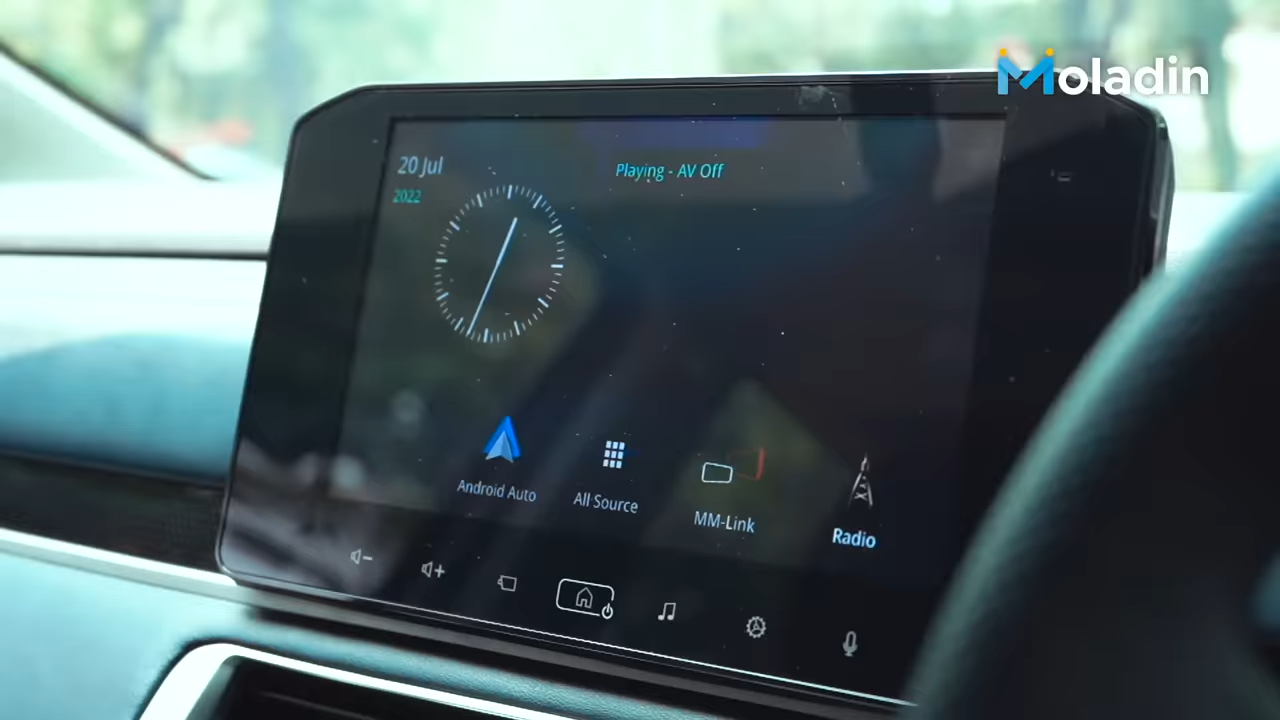 Moladin
20 Jul
Playing - AV Off
2022
Android Auto
All Source
MM-Link
Radio